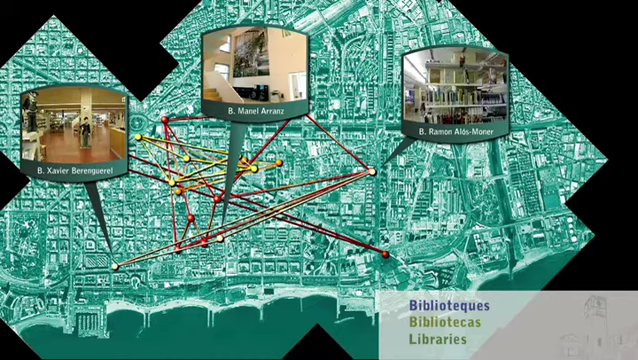 B. Manel Arranz
B. Ramon Alós-Moner
B. Xavier Berenguerel
Biblioteques
Bibliotecas
Libraries